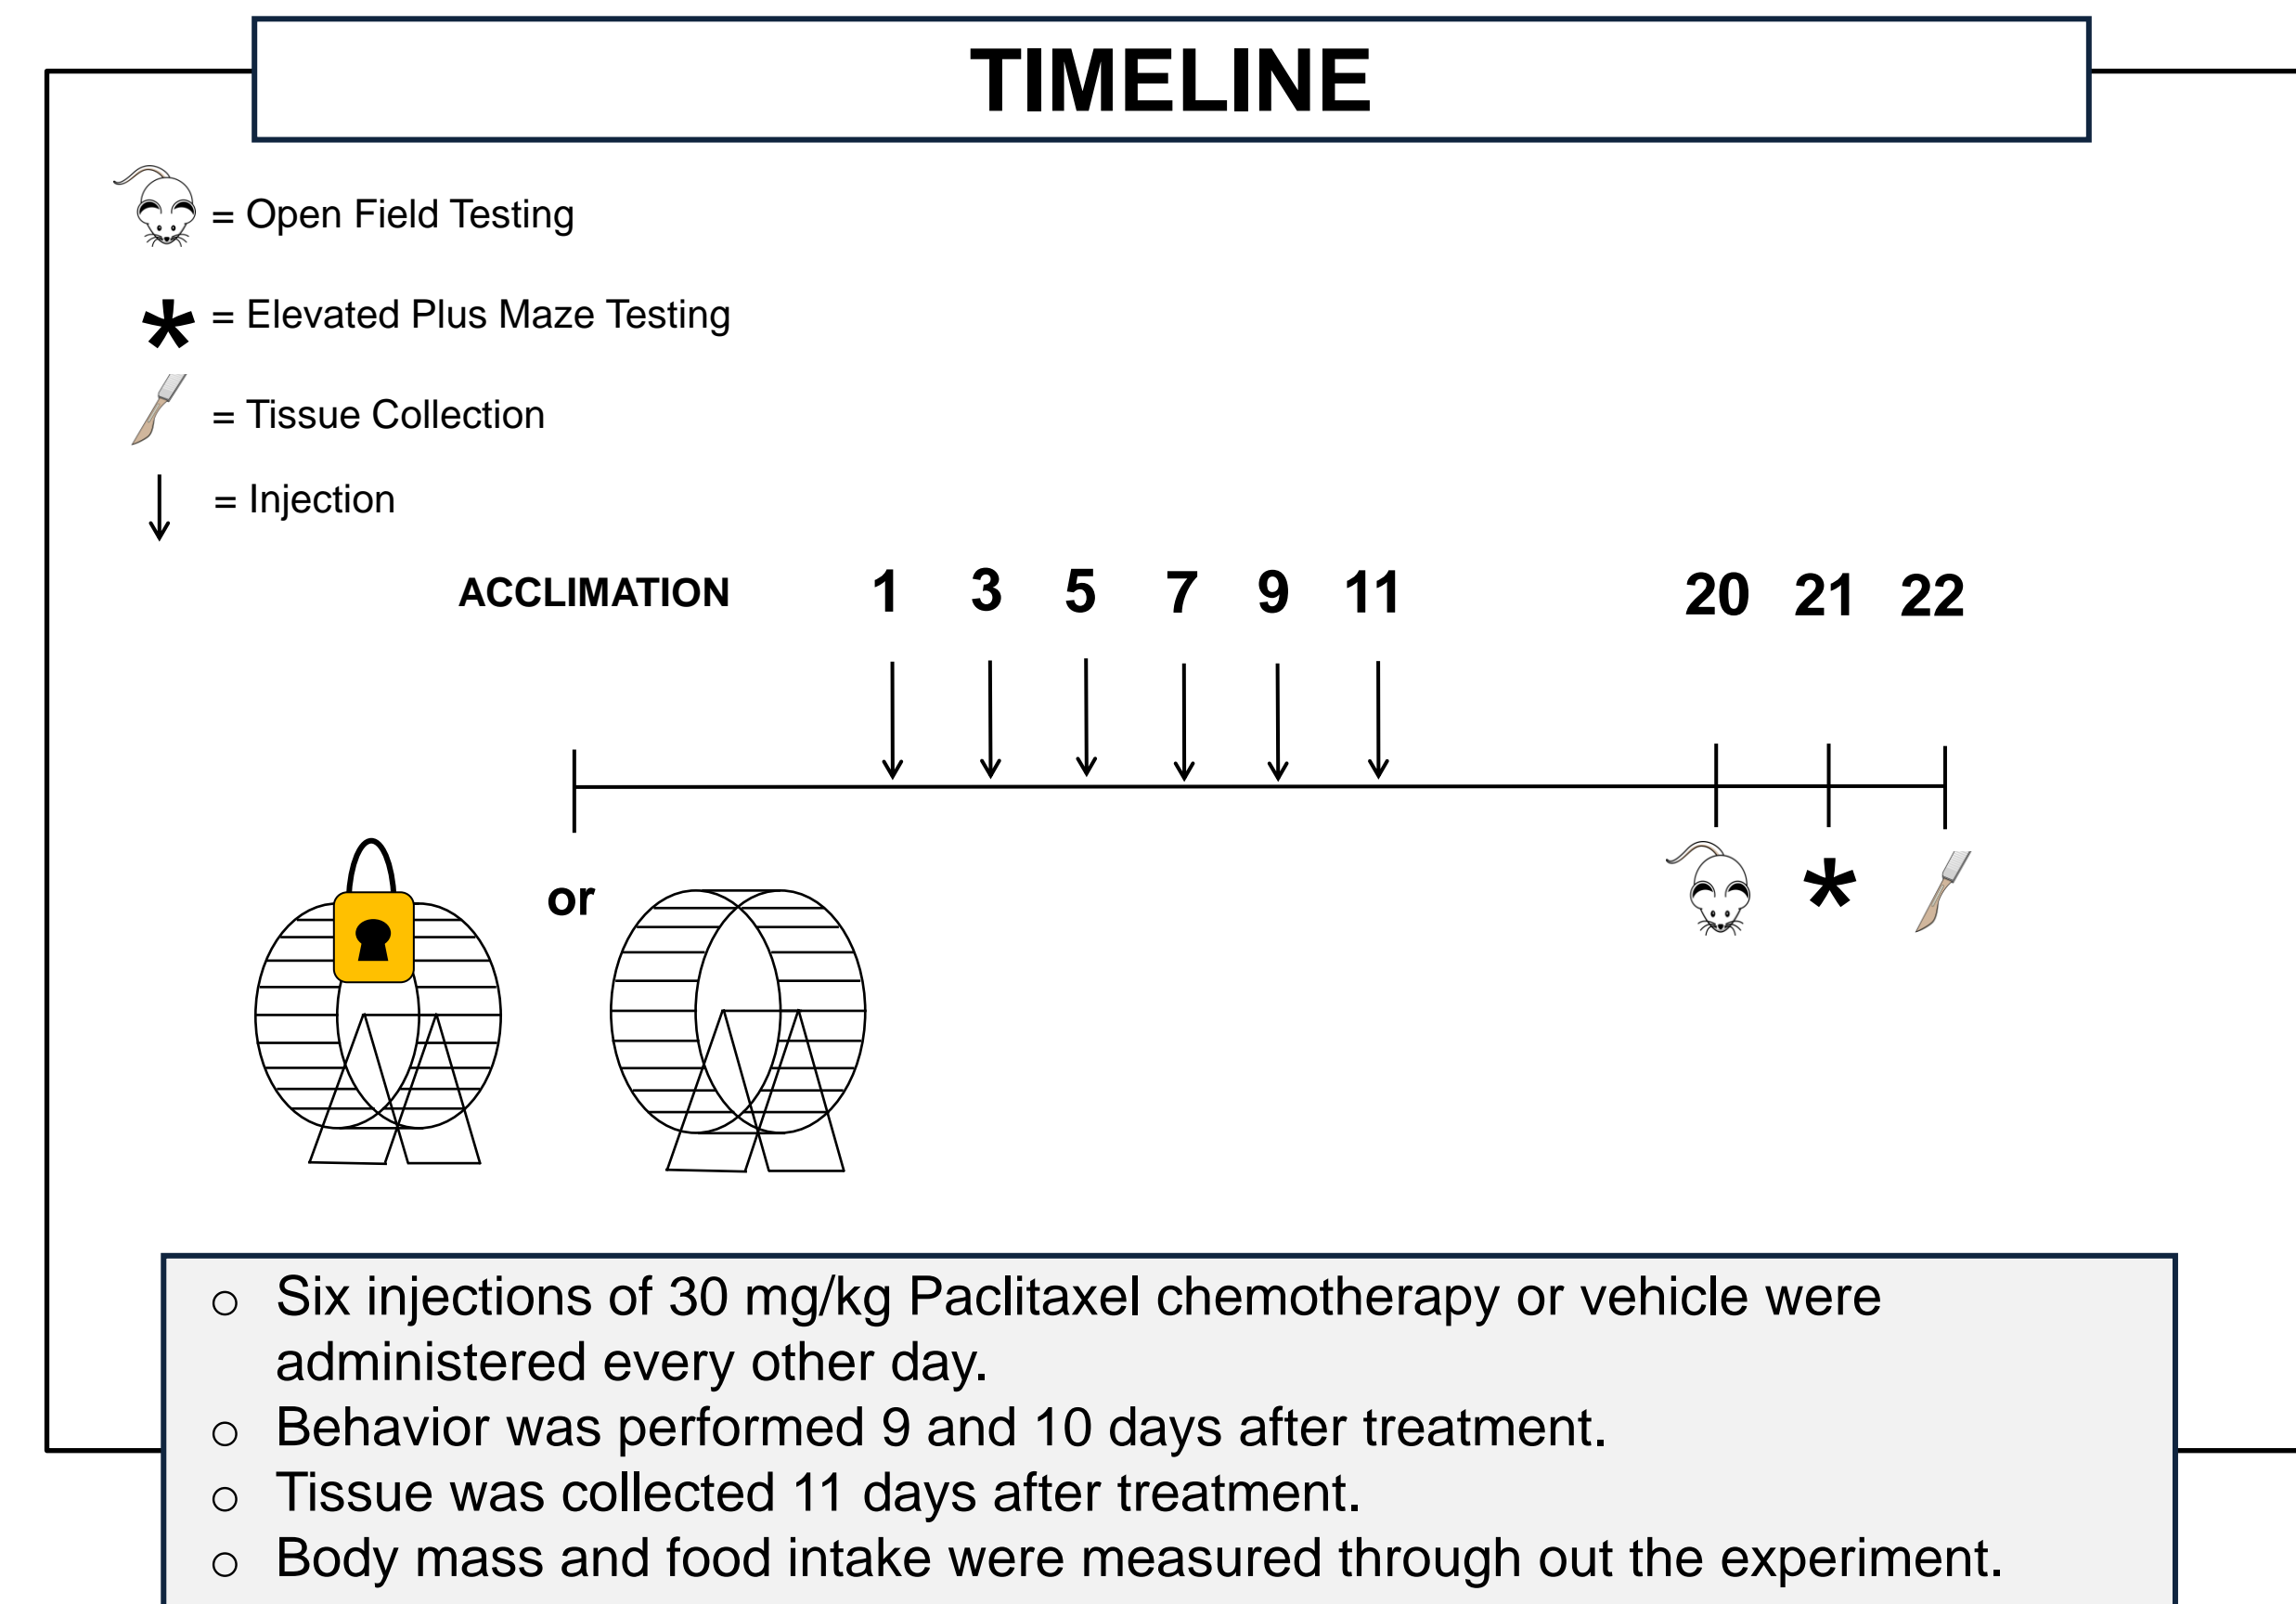 TIMELINE
= Open Field Testing
* = Elevated Plus Maze Testing
= Tissue Collection
= Injection
ACCLIMATION 1 3 5 7 9 11 20 21 22
or
*
○ Six injections of 30 mg/kg Paclitaxel chemotherapy or vehicle were
administered every other day.
○ Behavior was performed 9 and 10 days after treatment.
○ Tissue was collected 11 days after treatment.
○ Body mass and food intake were measured through out the experiment.